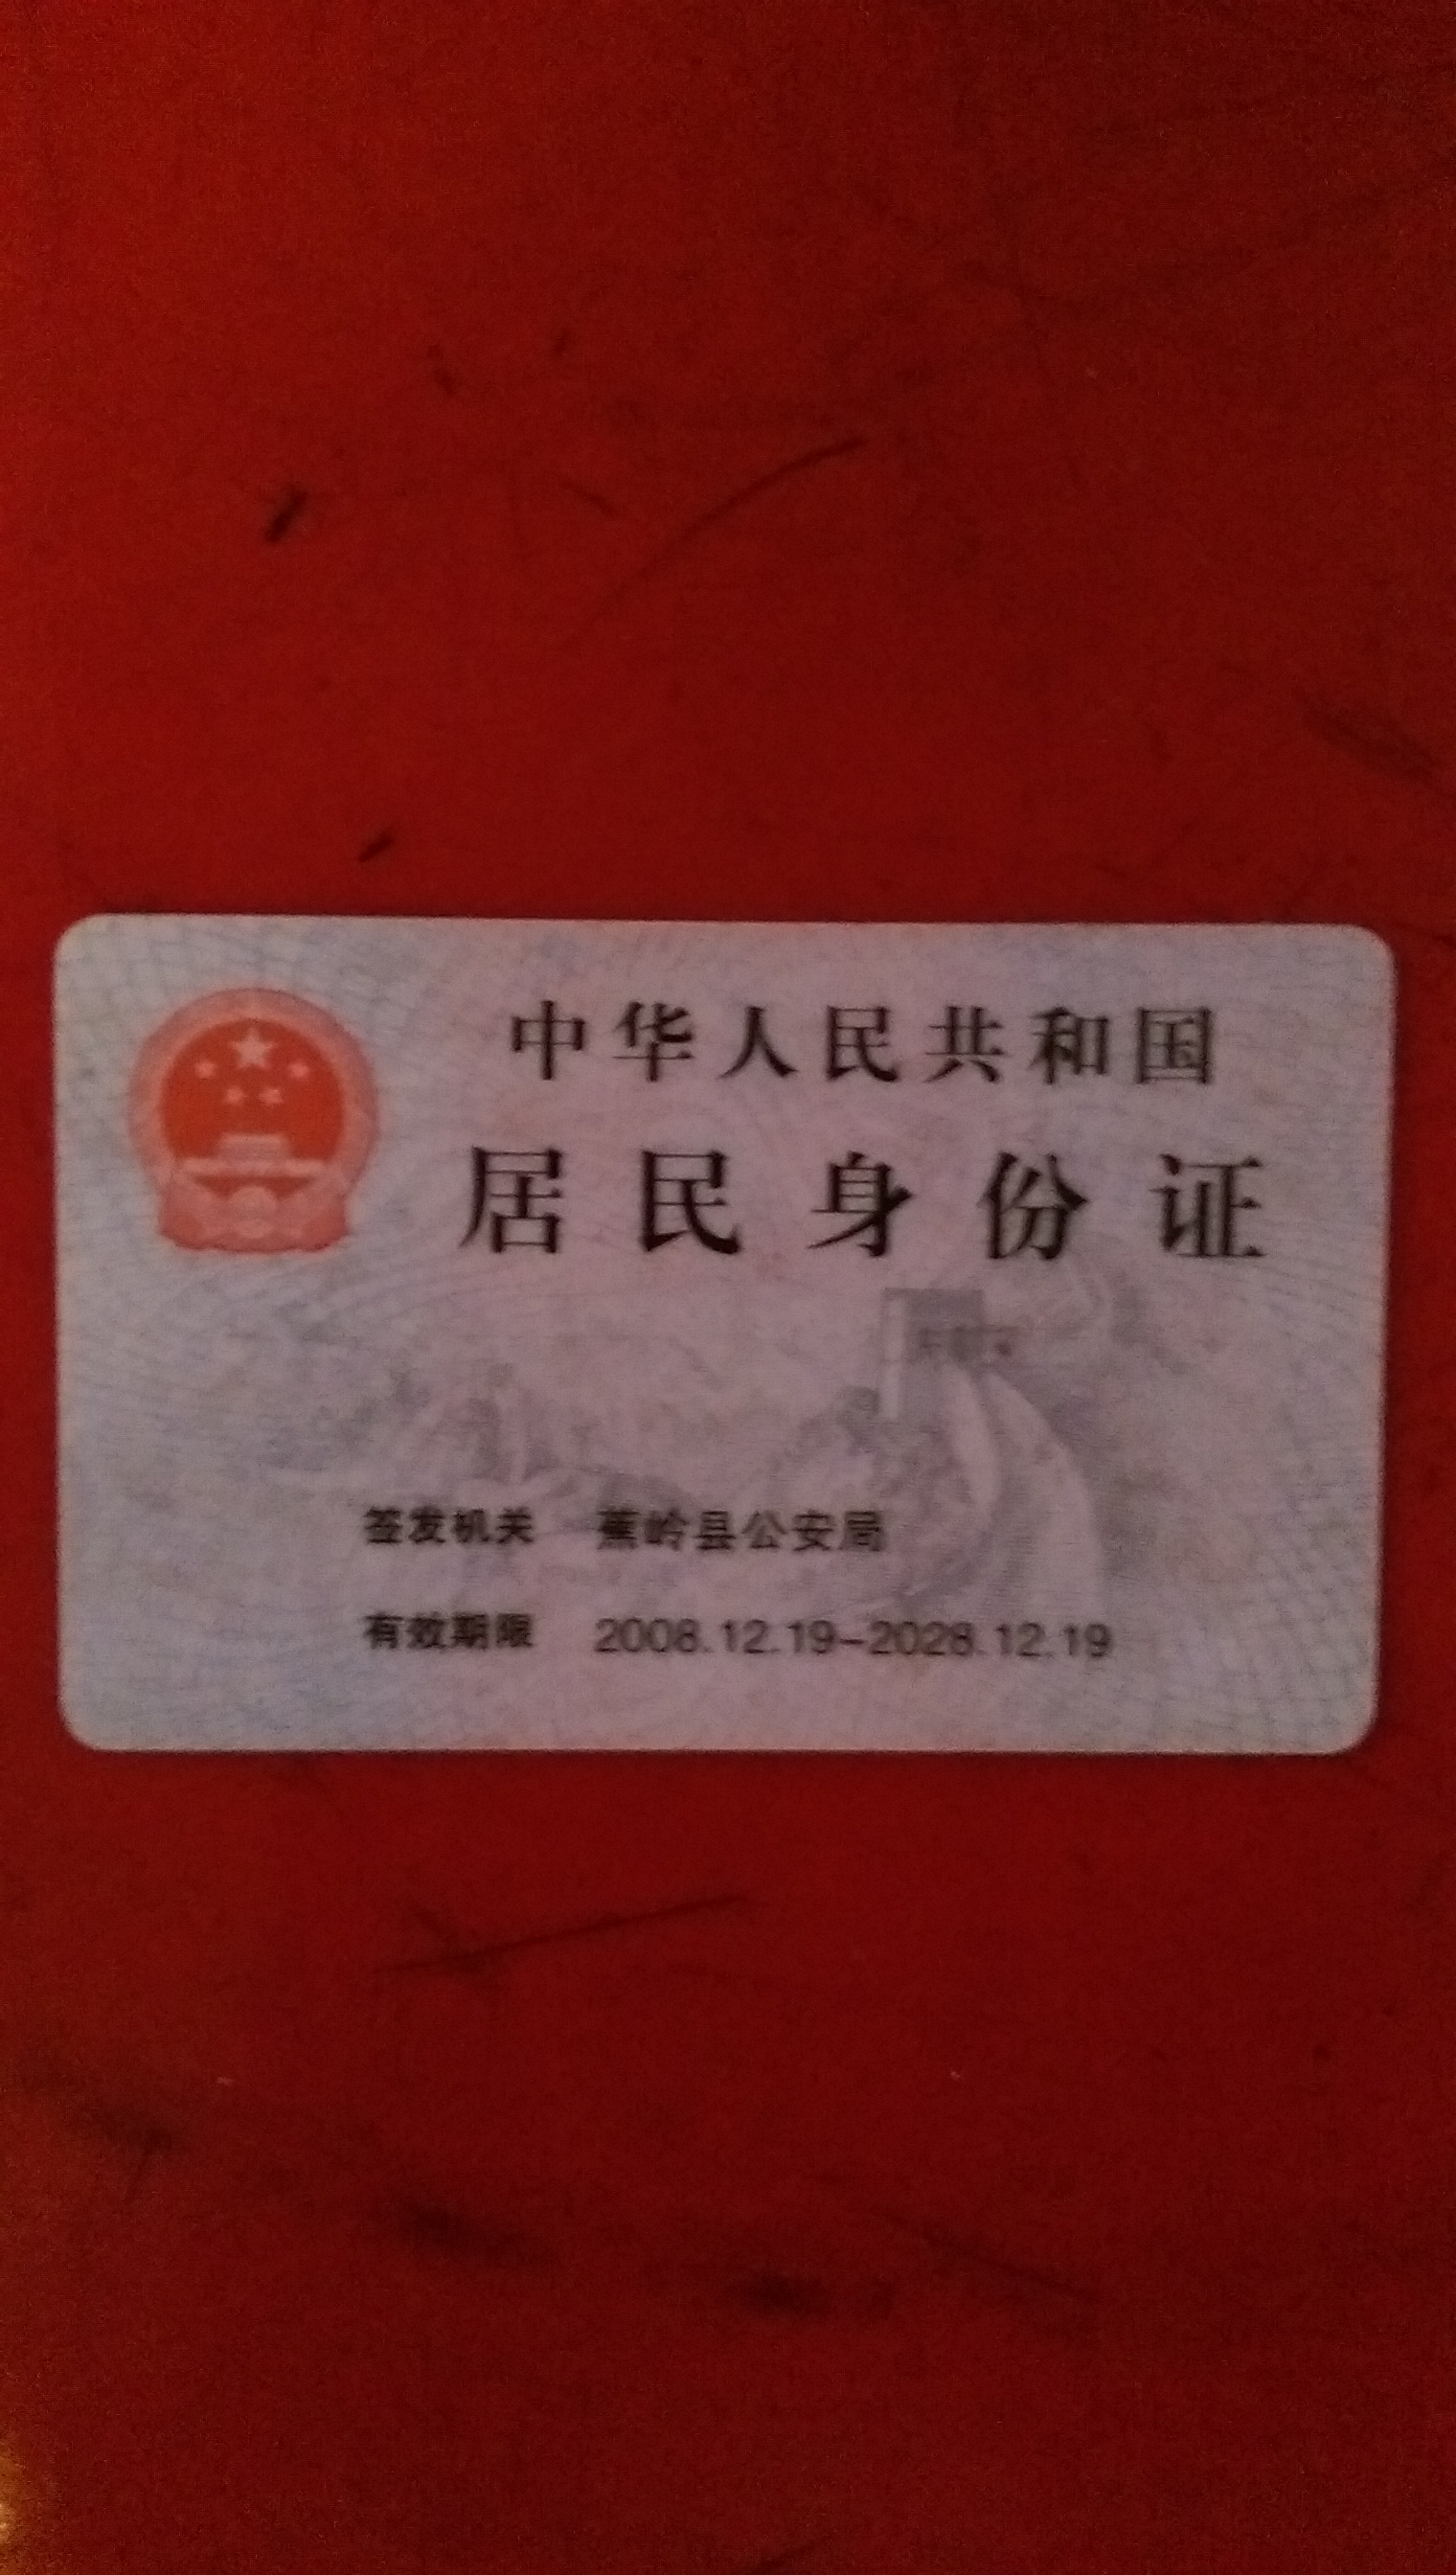 中华人民共和国
居民身份证
签发机关 蕉岭县公安局
有效期限 2008.12.19-2028.12.19